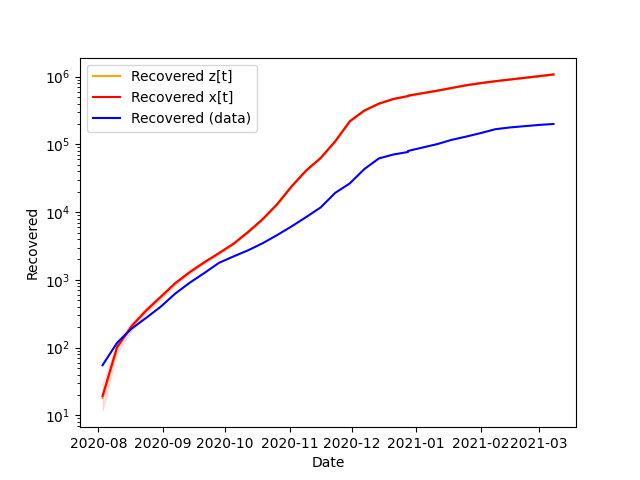 Recovered z[t]
Recovered x[t]
Recovered (data)
10^6
10^5
10^4
10^3
10^2
10^1
Recovered
2020-08 2020-09 2020-10 2020-11 2020-12 2021-01 2021-02 2021-03
Date